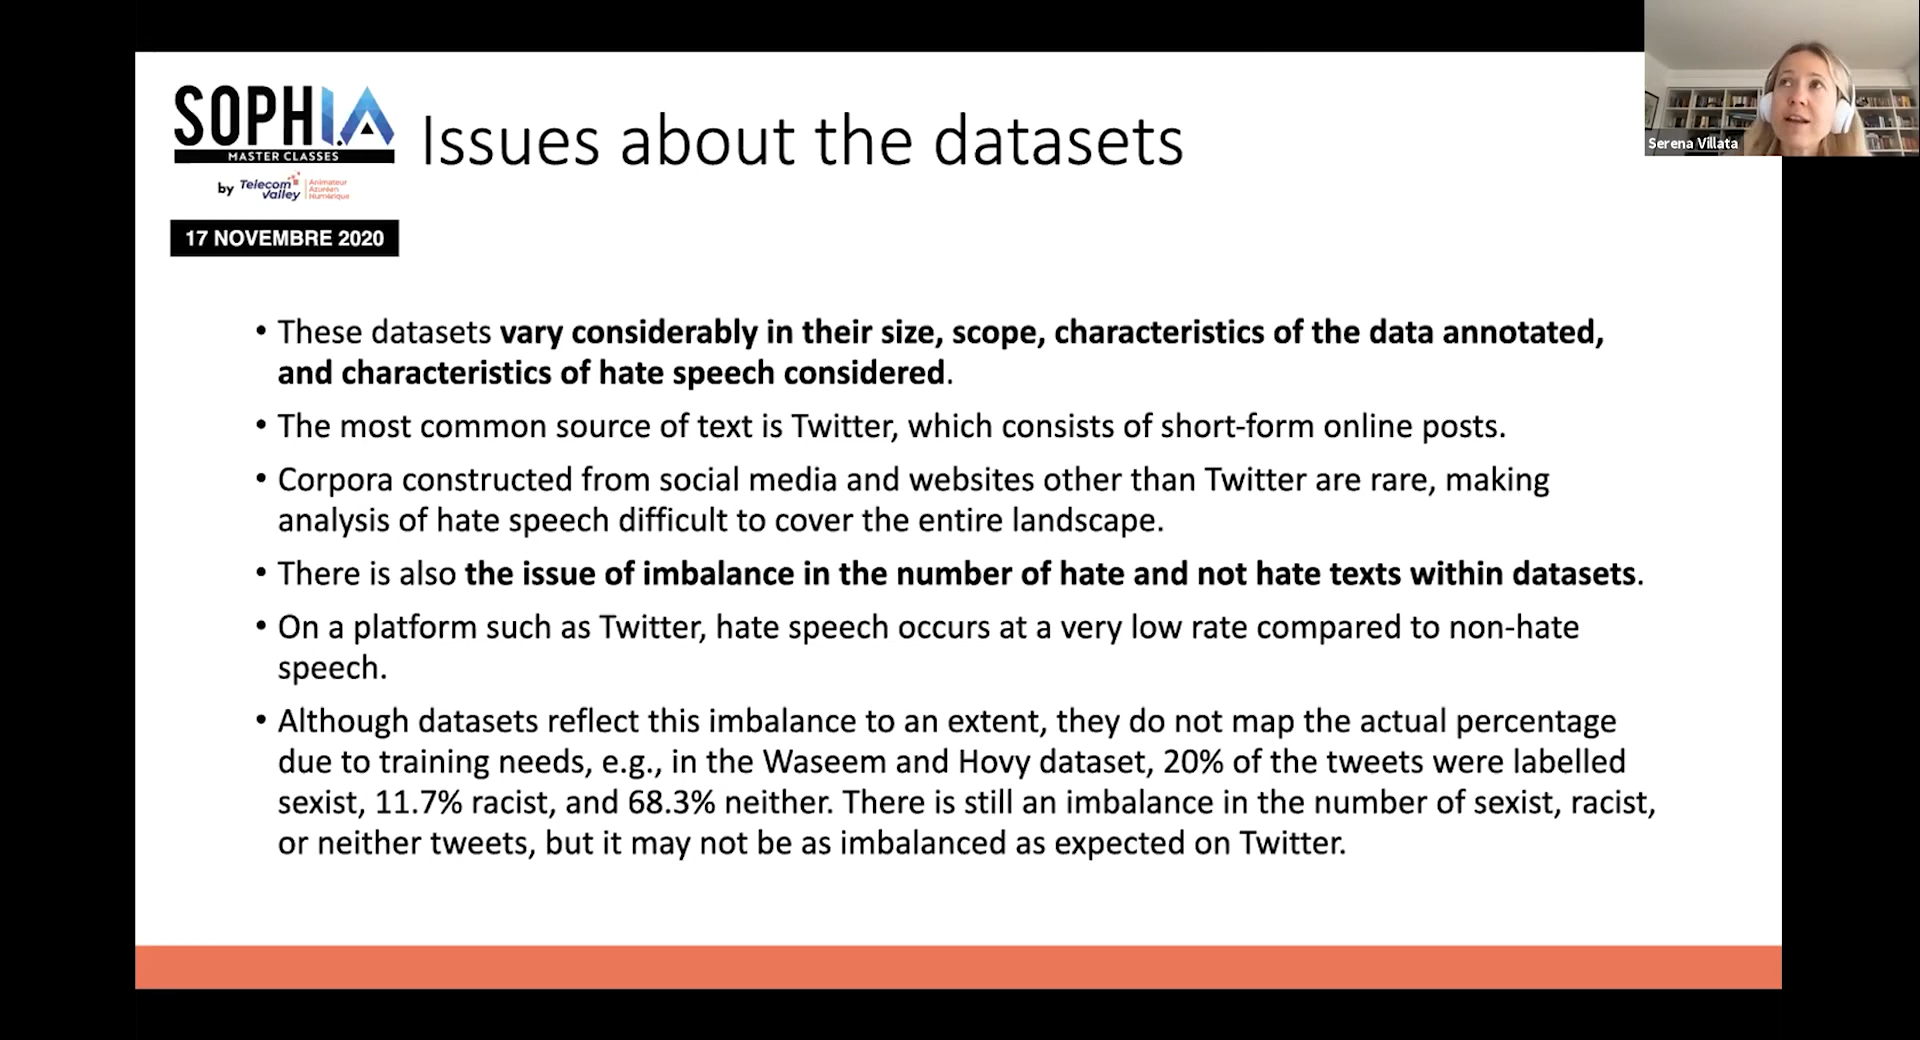 SOPHI.A
MASTER CLASSES
by Telecom Valley
Animateur
Azuréen
Numérique
Issues about the datasets
Serena Villata
17 NOVEMBRE 2020
• These datasets vary considerably in their size, scope, characteristics of the data annotated,
and characteristics of hate speech considered.
• The most common source of text is Twitter, which consists of short-form online posts.
• Corpora constructed from social media and websites other than Twitter are rare, making
analysis of hate speech difficult to cover the entire landscape.
• There is also the issue of imbalance in the number of hate and not hate texts within datasets.
• On a platform such as Twitter, hate speech occurs at a very low rate compared to non-hate
speech.
• Although datasets reflect this imbalance to an extent, they do not map the actual percentage
due to training needs, e.g., in the Waseem and Hovy dataset, 20% of the tweets were labelled
sexist, 11.7% racist, and 68.3% neither. There is still an imbalance in the number of sexist, racist,
or neither tweets, but it may not be as imbalanced as expected on Twitter.